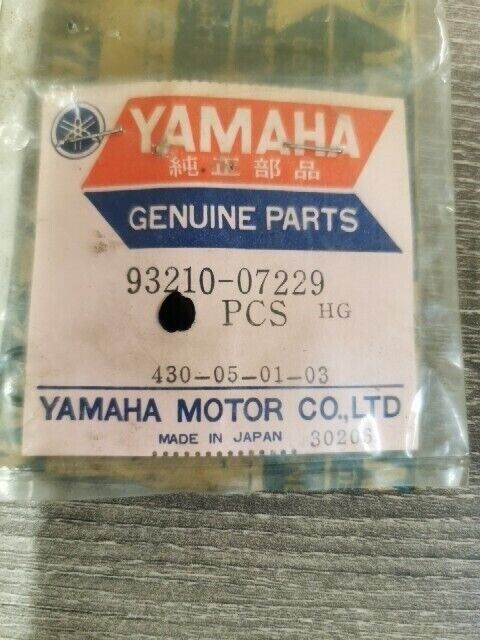 YAMAHA
純正部品
GENUINE PARTS
93210-07229
PCS HG
430-05-01-03
YAMAHA MOTOR CO.,LTD
MADE IN JAPAN 30206